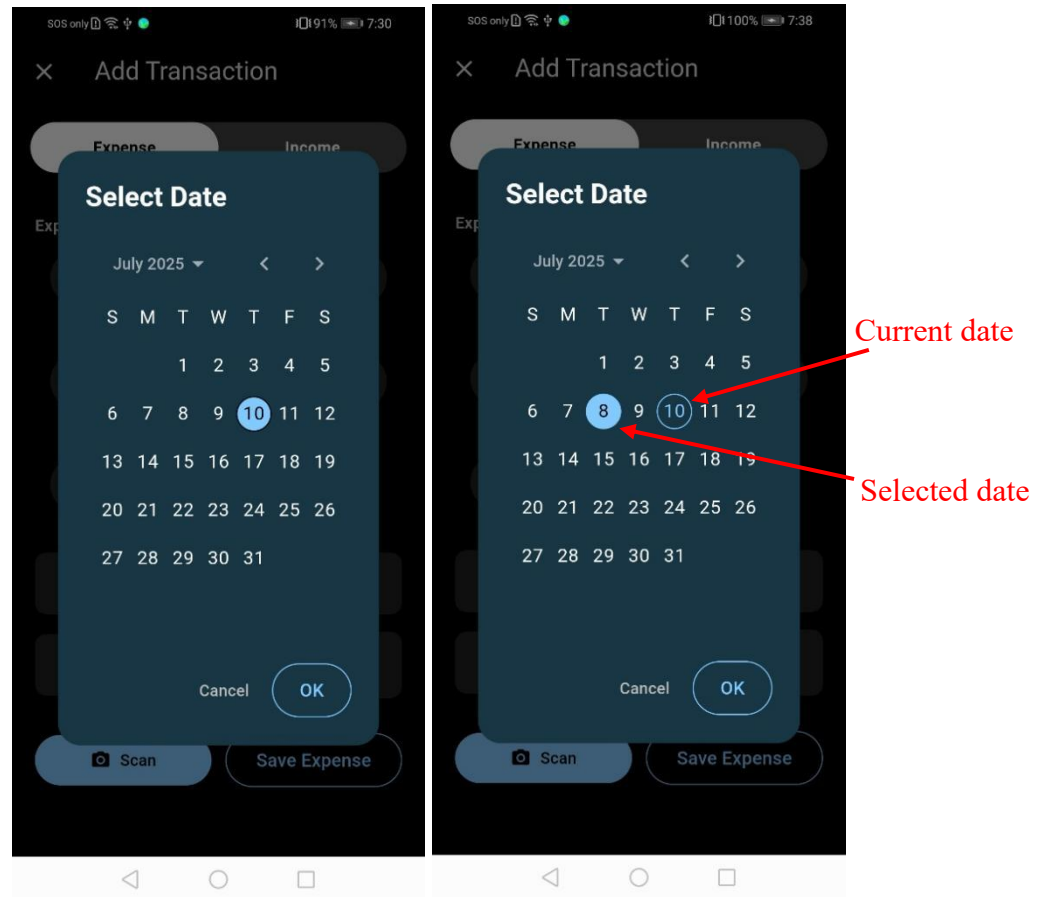 SOS only 91% 7:30
Add Transaction
Expense Income
Exp
Select Date
July 2025
S M T W T F S
1 2 3 4 5
6 7 8 9 10 11 12
13 14 15 16 17 18 19
20 21 22 23 24 25 26
27 28 29 30 31
Cancel OK
Scan Save Expense
SOS only 100% 7:38
Add Transaction
Expense Income
Exp
Select Date
July 2025
S M T W T F S
1 2 3 4 5
6 7 8 9 10 11 12
13 14 15 16 17 18 19
20 21 22 23 24 25 26
27 28 29 30 31
Cancel OK
Scan Save Expense
Current date
Selected date